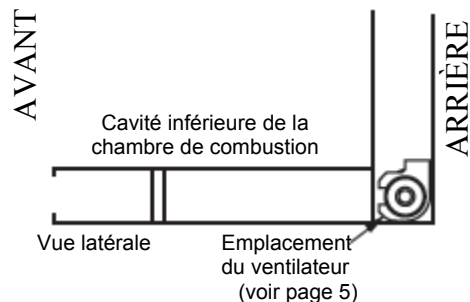 AVANT
ARRIÈRE
Cavité inférieure de la
chambre de combustion
Vue latérale
Emplacement
du ventilateur
(voir page 5)